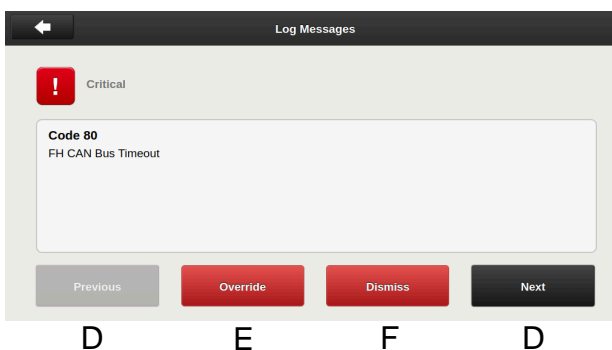 Log Messages
!
Critical
Code 80
FH CAN Bus Timeout
Previous Override Dismiss Next
D E F D